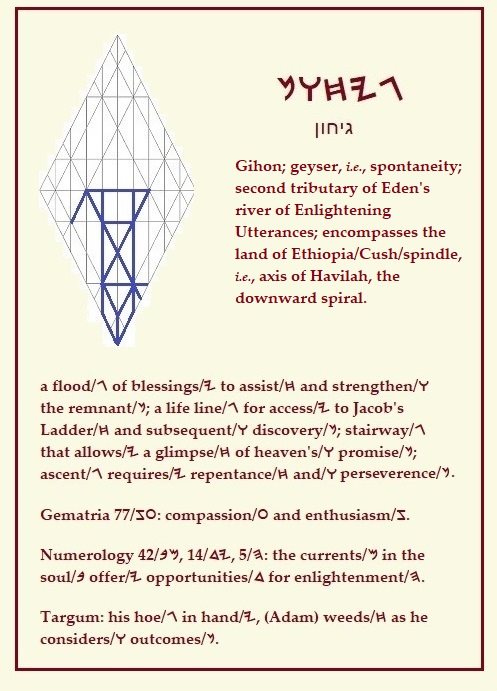 𐤂𐤉𐤇𐤅𐤍
גיחון
Gihon; geyser, i.e., spontaneity;
second tributary of Eden's
river of Enlightening
Utterances; encompasses the
land of Ethiopia/Cush/spindle,
i.e., axis of Havilah, the
downward spiral.
a flood/𐤂 of blessings/𐤉 to assist/𐤇 and strengthen/𐤅
the remnant/𐤍; a life line/𐤂 for access/𐤉 to Jacob's
Ladder/𐤇 and subsequent/𐤅 discovery/𐤍; stairway/𐤂
that allows/𐤉 a glimpse/𐤇 of heaven's/𐤅 promise/𐤍;
ascent/𐤂 requires/𐤉 repentance/𐤇 and/𐤅 perseverence/𐤍.
Gematria 77/𐤏𐤆: compassion/𐤏 and enthusiasm/𐤆.
Numerology 42/𐤌𐤁, 14/𐤉𐤃, 5/𐤄: the currents/𐤌 in the
soul/𐤁 offer/𐤉 opportunities/𐤃 for enlightenment/𐤄.
Targum: his hoe/𐤂 in hand/𐤉, (Adam) weeds/𐤇 as he
considers/𐤅 outcomes/𐤍.